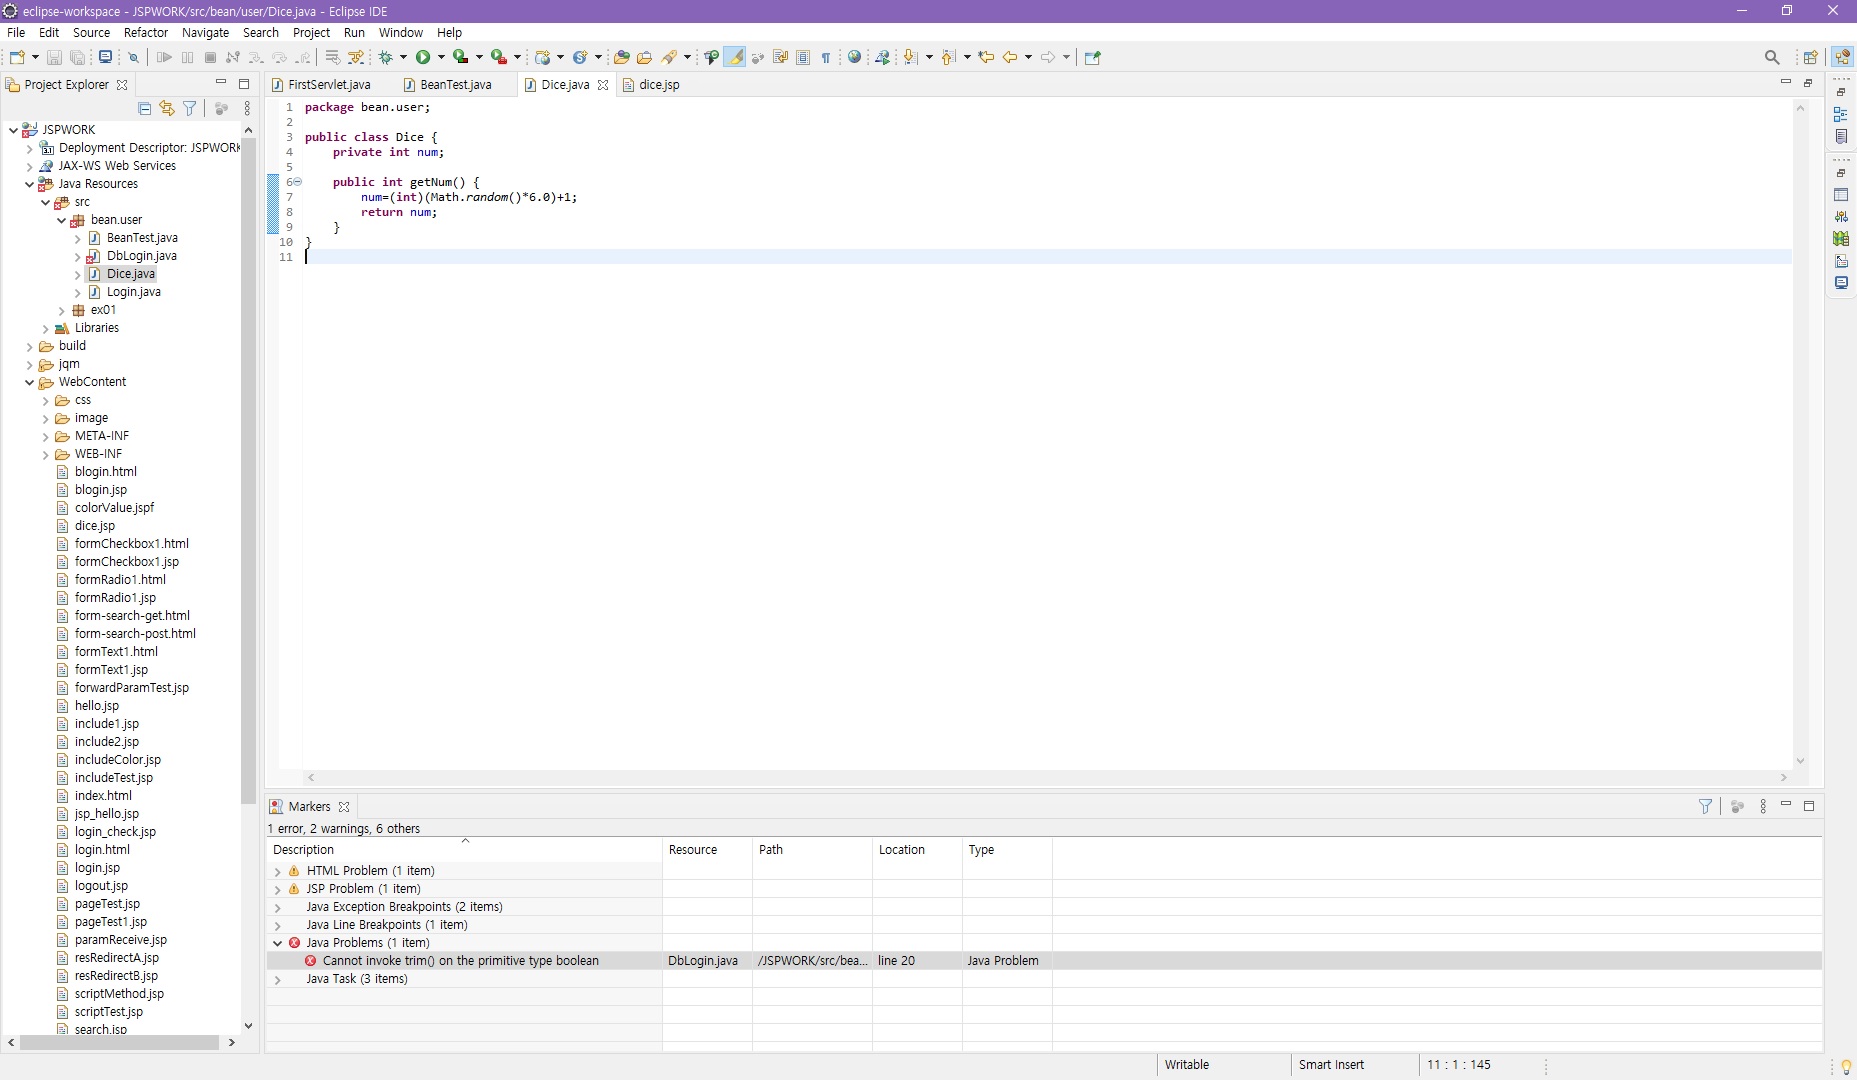 eclipse-workspace - JSPWORK/src/bean/user/Dice.java - Eclipse IDE
File Edit Source Refactor Navigate Search Project Run Window Help
Project Explorer
FirstServlet.java BeanTest.java Dice.java dice.jsp
JSPWORK
Deployment Descriptor: JSPWORK
JAX-WS Web Services
Java Resources
src
bean.user
BeanTest.java
DbLogin.java
Dice.java
Login.java
ex01
Libraries
build
jqm
WebContent
css
image
META-INF
WEB-INF
blogin.html
blogin.jsp
colorValue.jspf
dice.jsp
formCheckbox1.html
formCheckbox1.jsp
formRadio1.html
formRadio1.jsp
form-search-get.html
form-search-post.html
formText1.html
formText1.jsp
forwardParamTest.jsp
hello.jsp
include1.jsp
include2.jsp
includeColor.jsp
includeTest.jsp
index.html
jsp_hello.jsp
login_check.jsp
login.html
login.jsp
logout.jsp
pageTest.jsp
pageTest1.jsp
paramReceive.jsp
resRedirectA.jsp
resRedirectB.jsp
scriptMethod.jsp
scriptTest.jsp
search.jsp
1 package bean.user;
2
3 public class Dice {
4 private int num;
5
6 public int getNum() {
7 num=(int)(Math.random()*6.0)+1;
8 return num;
9 }
10 }
11
Markers
1 error, 2 warnings, 6 others
Description Resource Path Location Type
HTML Problem (1 item)
JSP Problem (1 item)
Java Exception Breakpoints (2 items)
Java Line Breakpoints (1 item)
Java Problems (1 item)
Cannot invoke trim() on the primitive type boolean DbLogin.java /JSPWORK/src/bea... line 20 Java Problem
Java Task (3 items)
Writable Smart Insert 11 : 1 : 145